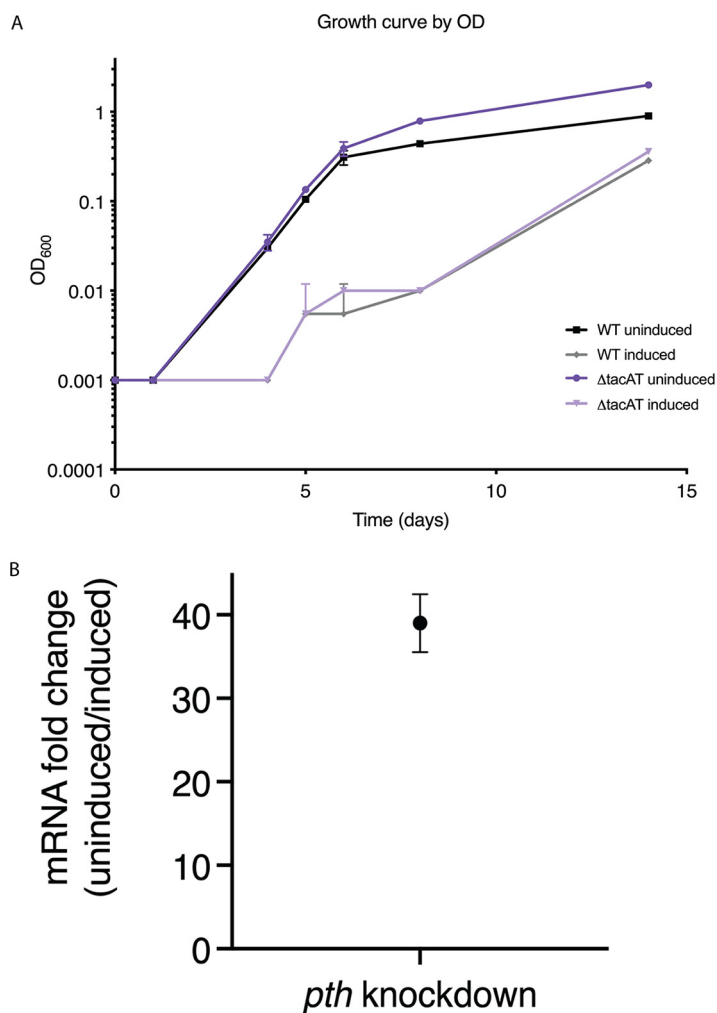 A
Growth curve by OD
OD600
1
0.1
0.01
0.001
0.0001
0
5
10
15
Time (days)
WT uninduced
WT induced
ΔtacAT uninduced
ΔtacAT induced
B
mRNA fold change
(uninduced/induced)
40
30
20
10
0
pth knockdown